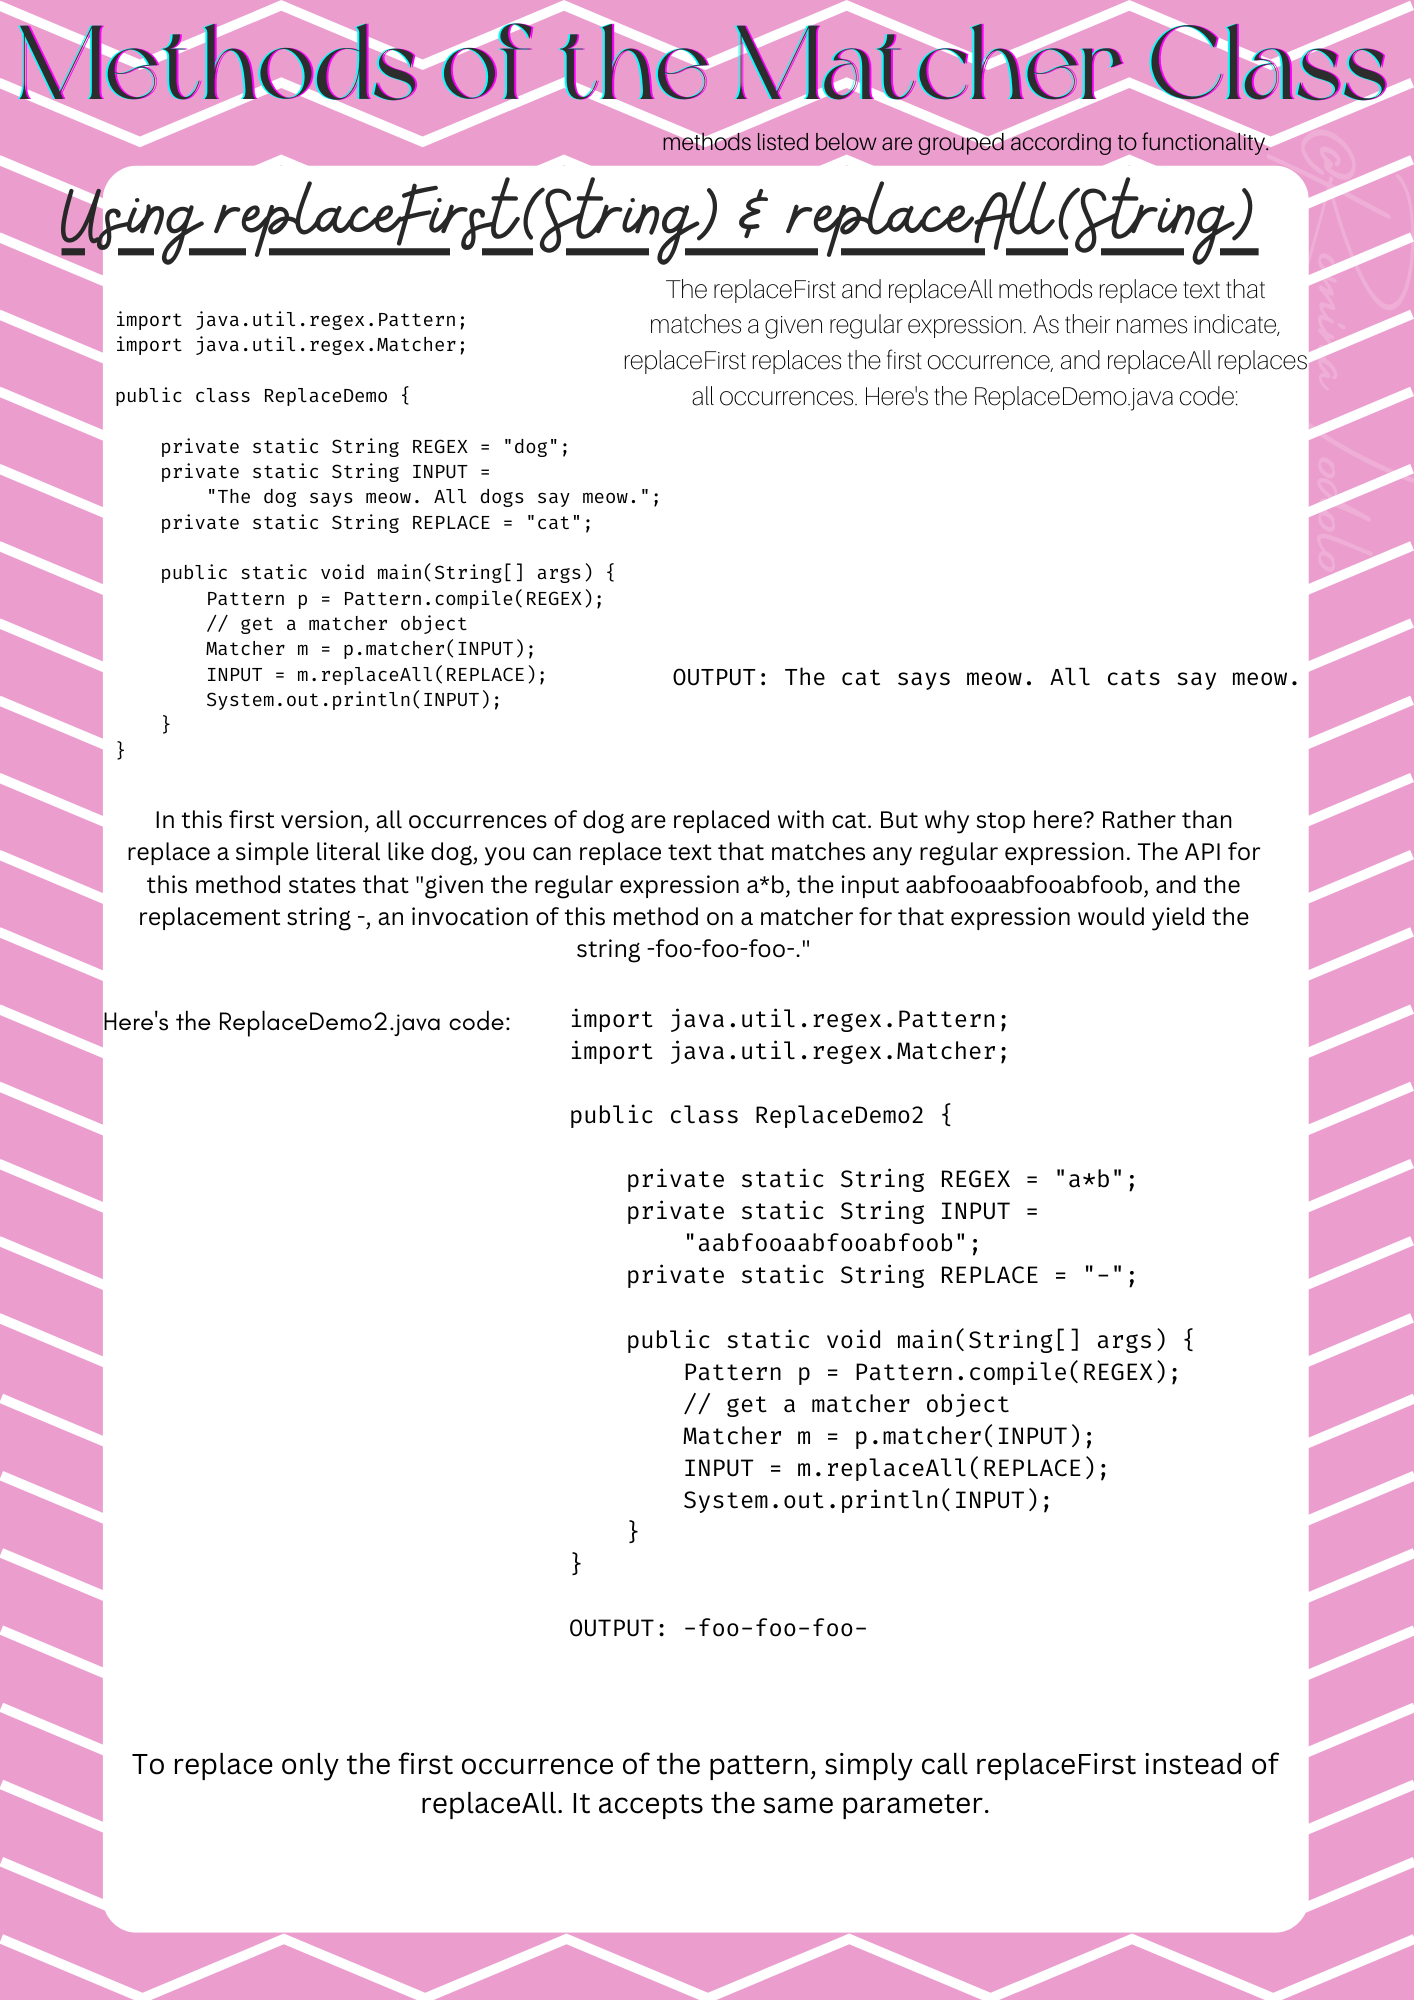 Methods of the Matcher Class
methods listed below are grouped according to functionality.
Using replaceFirst(String) & replaceAll(String)
The replaceFirst and replaceAll methods replace text that
matches a given regular expression. As their names indicate,
replaceFirst replaces the first occurrence, and replaceAll replaces
all occurrences. Here's the ReplaceDemo.java code:
import java.util.regex.Pattern;
import java.util.regex.Matcher;
public class ReplaceDemo {
    private static String REGEX = "dog";
    private static String INPUT =
        "The dog says meow. All dogs say meow.";
    private static String REPLACE = "cat";
    public static void main(String[] args) {
        Pattern p = Pattern.compile(REGEX);
        // get a matcher object
        Matcher m = p.matcher(INPUT);
        INPUT = m.replaceAll(REPLACE);
        System.out.println(INPUT);
    }
}
OUTPUT: The cat says meow. All cats say meow.
In this first version, all occurrences of dog are replaced with cat. But why stop here? Rather than
replace a simple literal like dog, you can replace text that matches any regular expression. The API for
this method states that "given the regular expression a*b, the input aabfooaabfooabfoob, and the
replacement string -, an invocation of this method on a matcher for that expression would yield the
string -foo-foo-foo-."
Here's the ReplaceDemo2.java code:
import java.util.regex.Pattern;
import java.util.regex.Matcher;
public class ReplaceDemo2 {
    private static String REGEX = "a*b";
    private static String INPUT =
        "aabfooaabfooabfoob";
    private static String REPLACE = "-";
    public static void main(String[] args) {
        Pattern p = Pattern.compile(REGEX);
        // get a matcher object
        Matcher m = p.matcher(INPUT);
        INPUT = m.replaceAll(REPLACE);
        System.out.println(INPUT);
    }
}
OUTPUT: -foo-foo-foo-
To replace only the first occurrence of the pattern, simply call replaceFirst instead of
replaceAll. It accepts the same parameter.